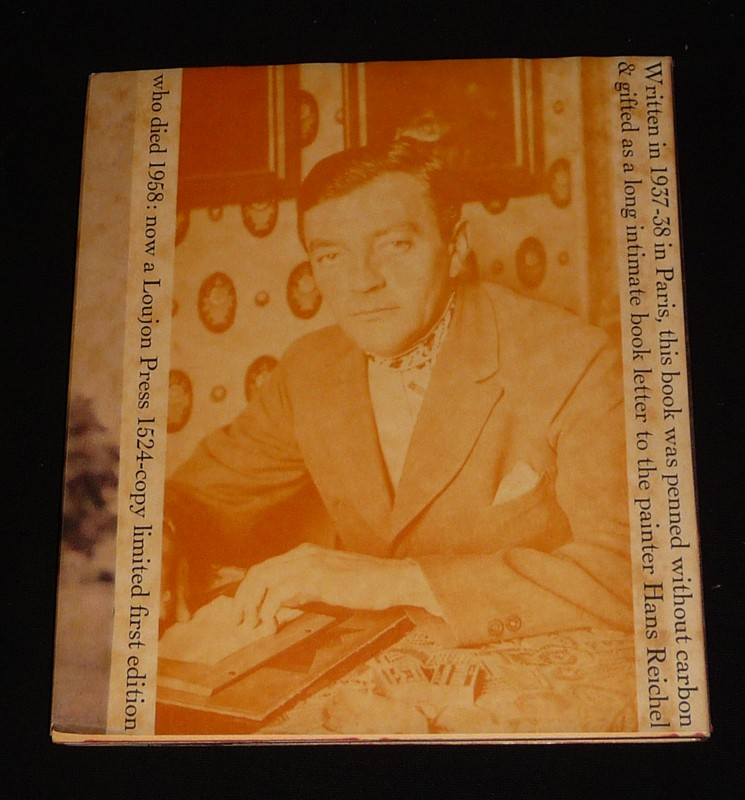 Written in 1937-38 in Paris, this book was penned without carbon
& gifted as a long intimate book letter to the painter Hans Reichel
who died 1958: now a Loujon Press 1524-copy limited first edition